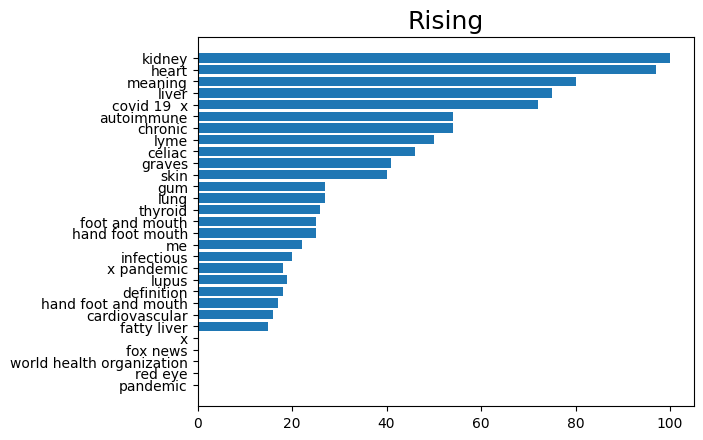 Rising
kidney
heart
meaning
liver
covid 19  x
autoimmune
chronic
lyme
celiac
graves
skin
gum
lung
thyroid
foot and mouth
hand foot mouth
me
infectious
x pandemic
lupus
definition
hand foot and mouth
cardiovascular
fatty liver
x
fox news
world health organization
red eye
pandemic
0 20 40 60 80 100